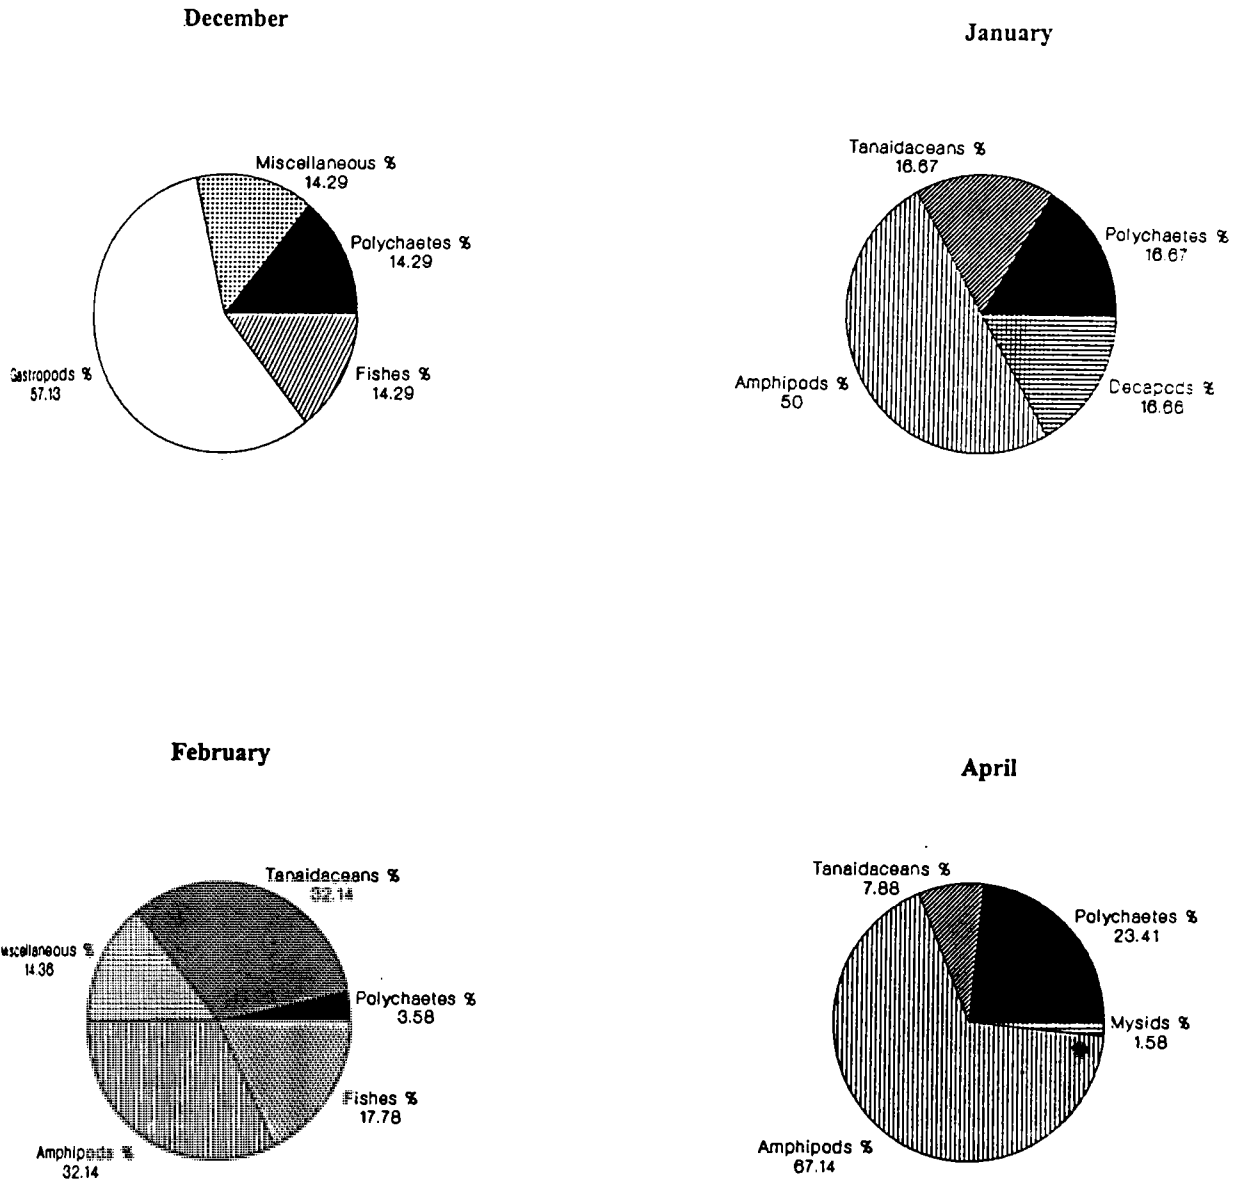 December
Miscellaneous %
14.29
Polychaetes %
14.29
Gastropods %
57.13
Fishes %
14.29
January
Tanaidaceans %
16.67
Polychaetes %
16.67
Amphipods %
50
Decapods %
16.66
February
Tanaidaceans %
32.14
Miscellaneous %
14.36
Polychaetes %
3.58
Fishes %
17.78
Amphipods %
32.14
April
Tanaidaceans %
7.88
Polychaetes %
23.41
Mysids %
1.58
Amphipods %
67.14